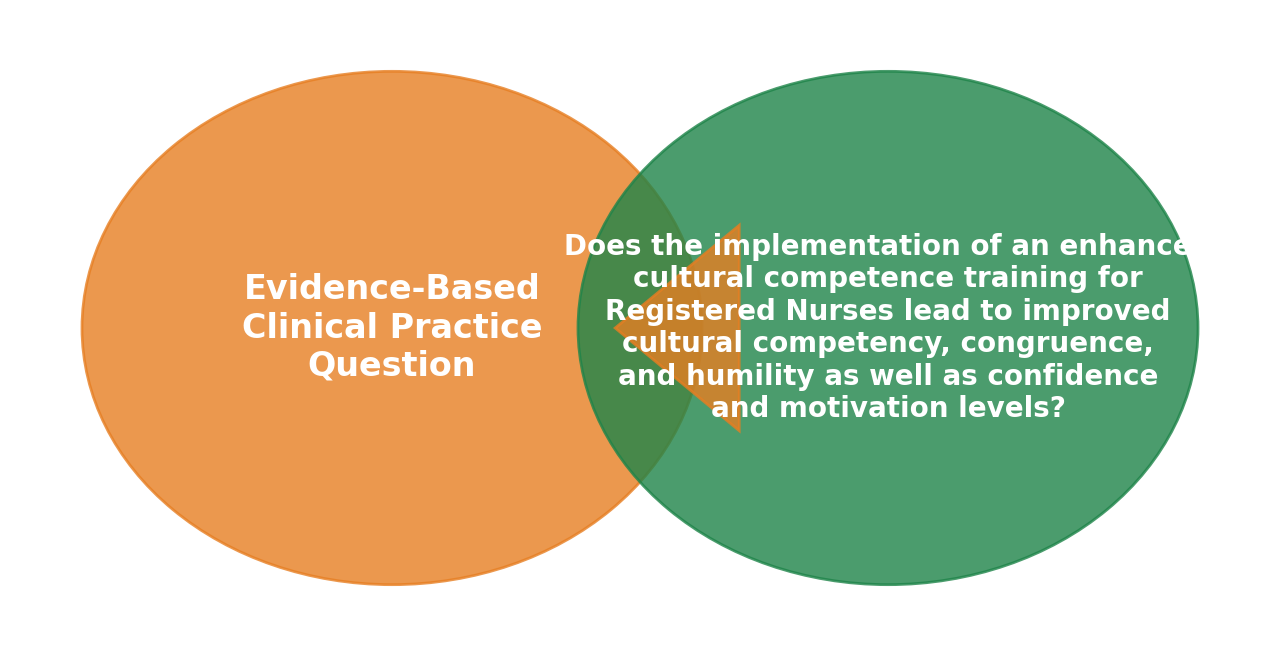 Evidence-Based
Clinical Practice
Question
Does the implementation of an enhance
cultural competence training for
Registered Nurses lead to improved
cultural competency, congruence,
and humility as well as confidence
and motivation levels?